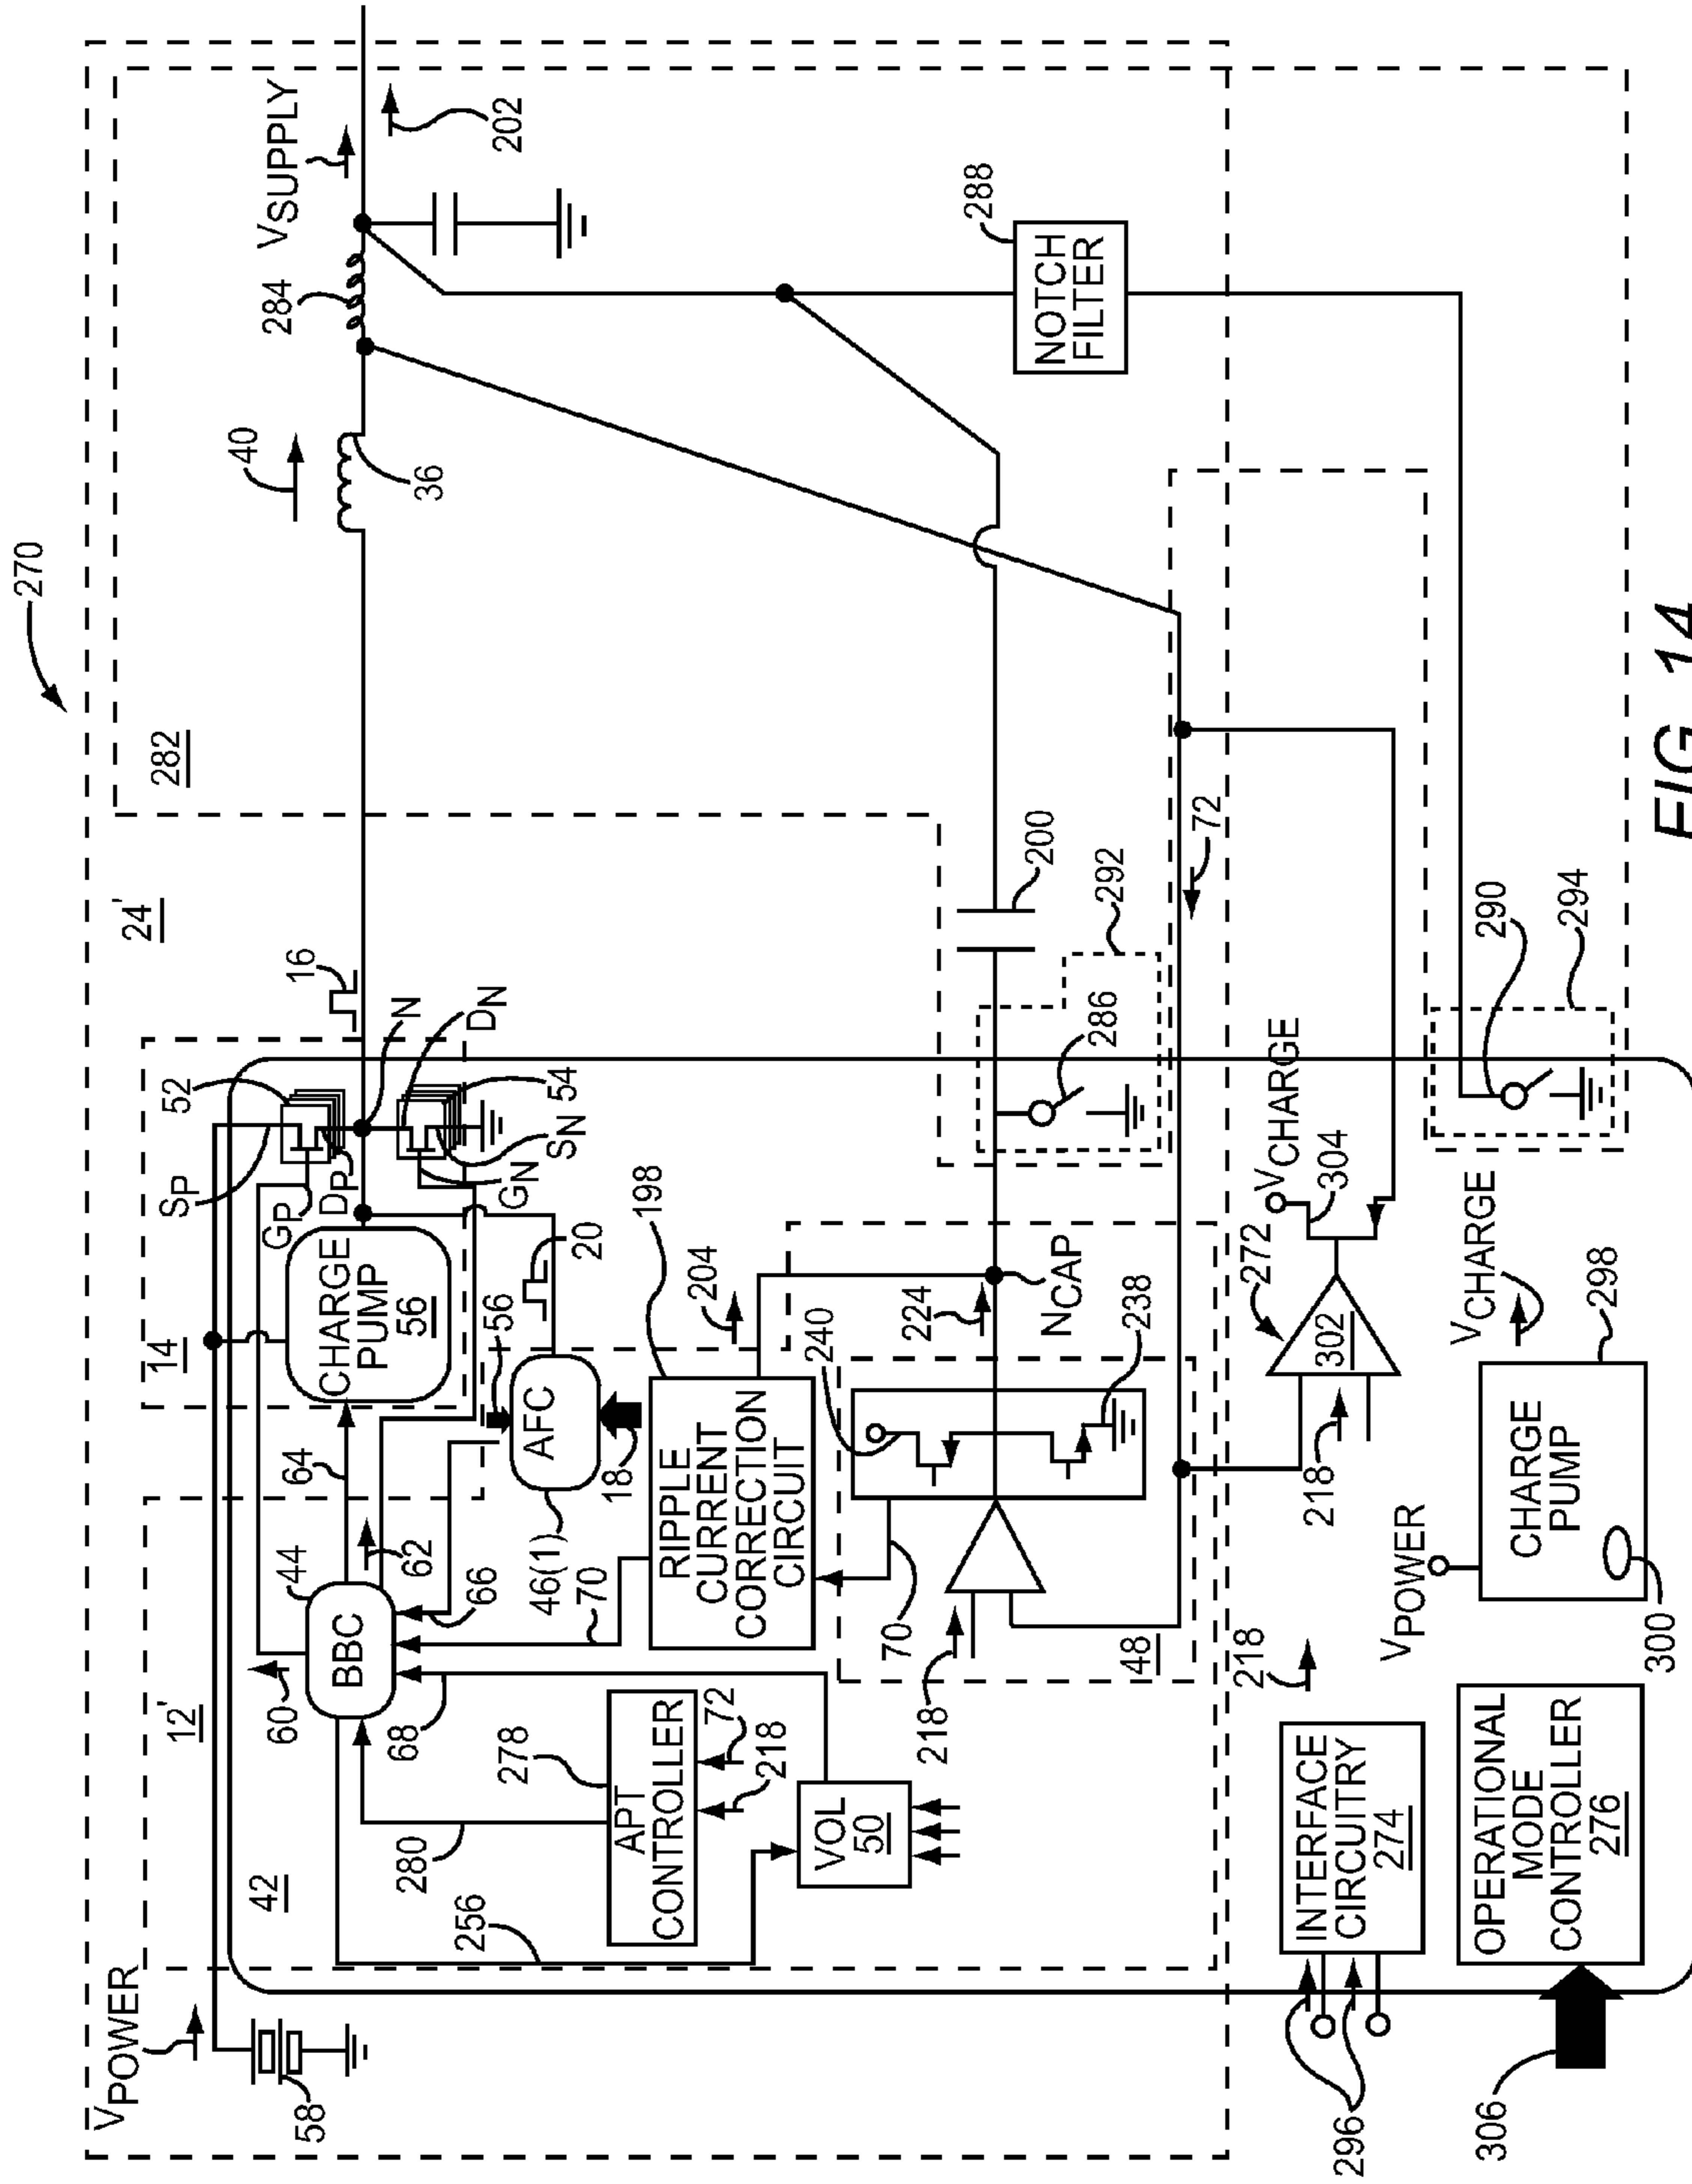 270
VPOWER
58
12'
14
24'
282
42
60
BBC
44
64
62
66
CHARGE
PUMP
56
SP
GP
DP
52
54
N
DN
GN
SN
16
40
36
284
VSUPPLY
202
256
280
278
APT
CONTROLLER
72
218
68
VOL
50
46(1)
AFC
56
18
20
70
RIPPLE
CURRENT
CORRECTION
CIRCUIT
198
204
48
218
70
240
238
224
NCAP
286
292
200
72
NOTCH
FILTER
288
296
INTERFACE
CIRCUITRY
274
218
218
302
272
VCHARGE
304
306
OPERATIONAL
MODE
CONTROLLER
276
VPOWER
CHARGE
PUMP
300
298
VCHARGE
290
294
FIG. 14